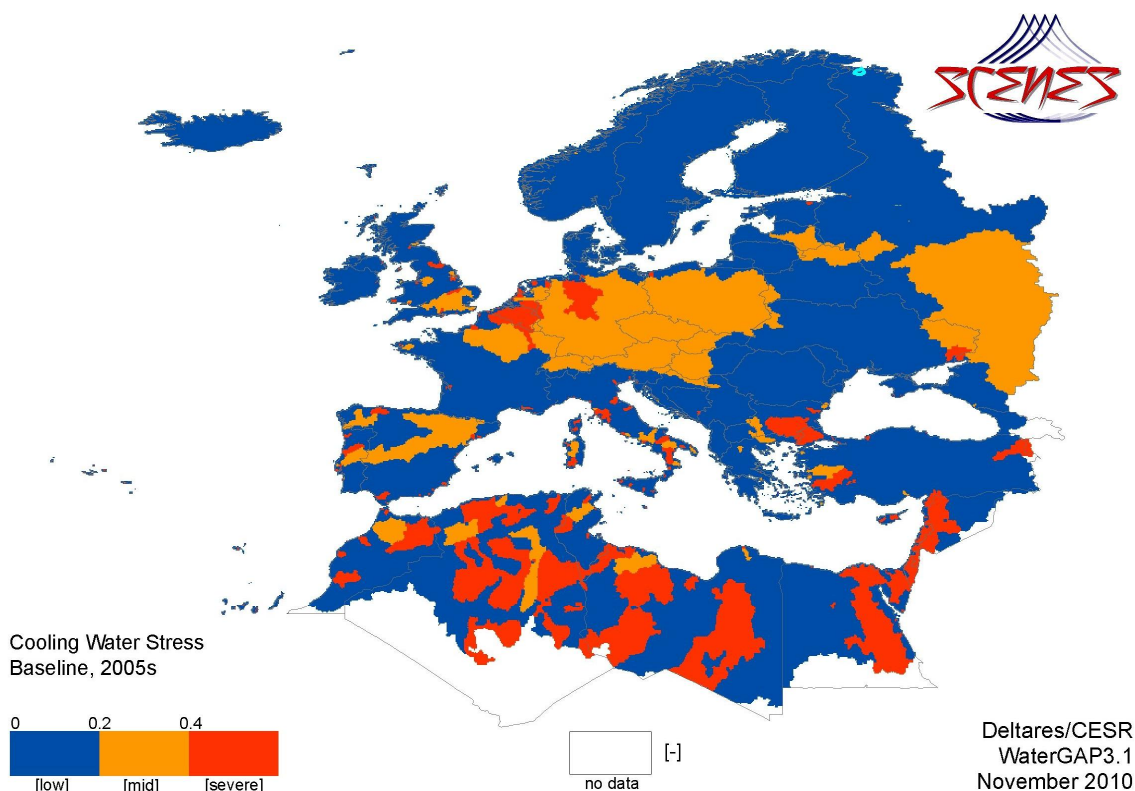 SCENES
Cooling Water Stress
Baseline, 2005s
0 0.2 0.4
[low] [mid] [severe]
[-]
no data
Deltares/CESR
WaterGAP3.1
November 2010